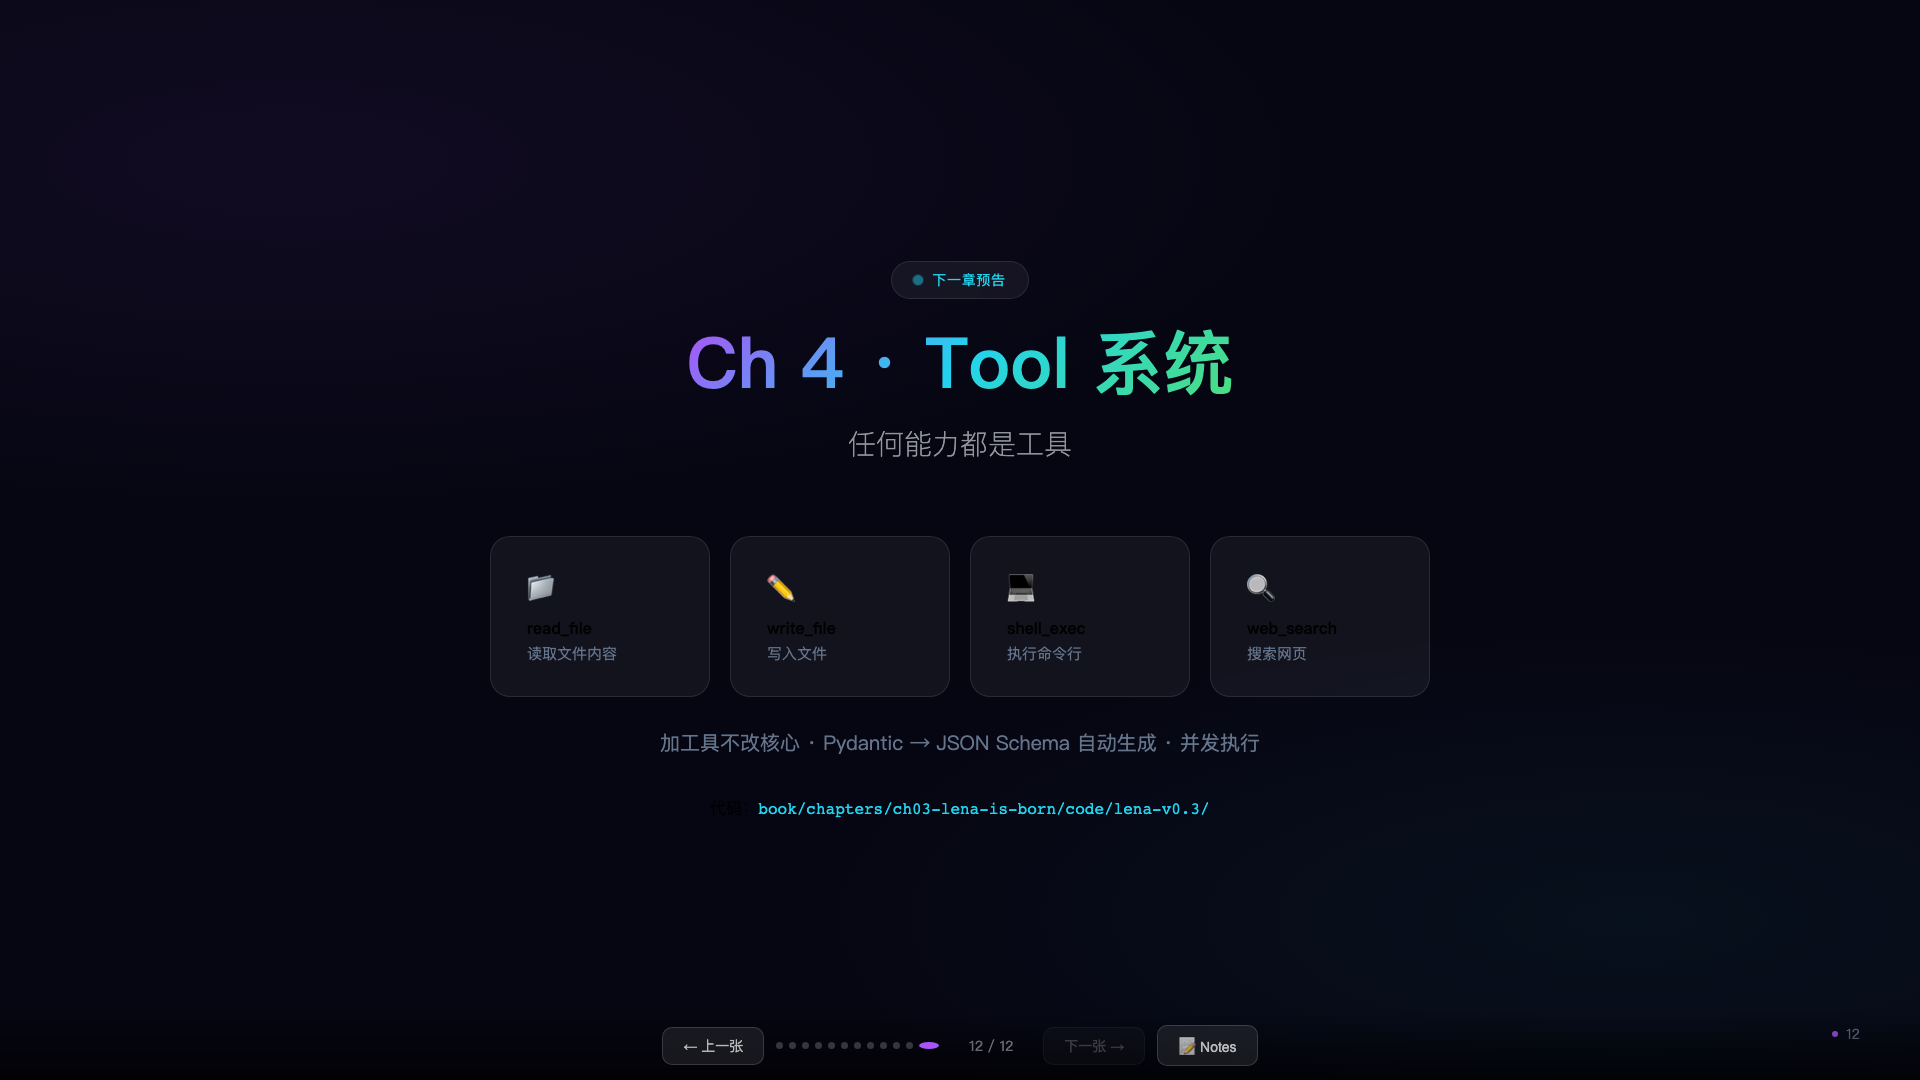 下一章预告
Ch 4 · Tool 系统
任何能力都是工具
read_file
读取文件内容
write_file
写入文件
shell_exec
执行命令行
web_search
搜索网页
加工具不改核心 · Pydantic → JSON Schema 自动生成 · 并发执行
代码: book/chapters/ch03-lena-is-born/code/lena-v0.3/
← 上一张
12 / 12
下一张 →
Notes
12